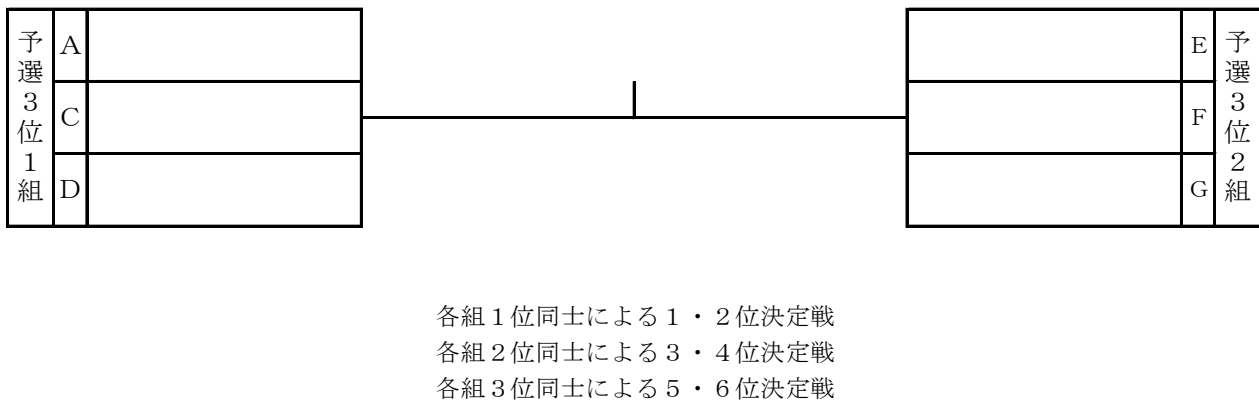 予選３位１組
A
C
D
E
F
G
予選３位２組
各組１位同士による１・２位決定戦
各組２位同士による３・４位決定戦
各組３位同士による５・６位決定戦